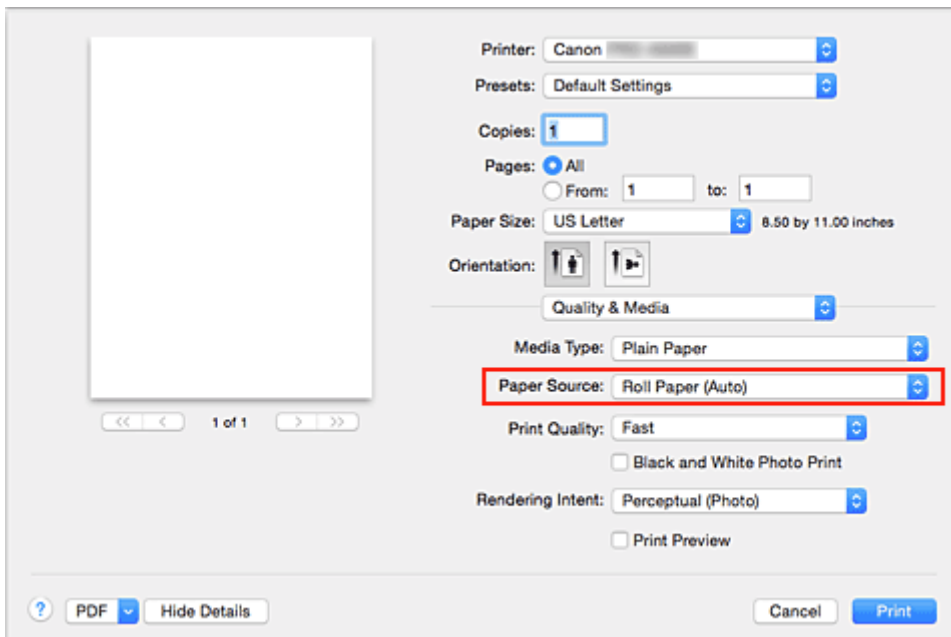 Printer: Canon
Presets: Default Settings
Copies: 1
Pages: All
From: 1 to: 1
Paper Size: US Letter 8.50 by 11.00 inches
Orientation:
Quality & Media
Media Type: Plain Paper
Paper Source: Roll Paper (Auto)
<< < 1 of 1 > >>
Print Quality: Fast
Black and White Photo Print
Rendering Intent: Perceptual (Photo)
Print Preview
? PDF Hide Details Cancel Print